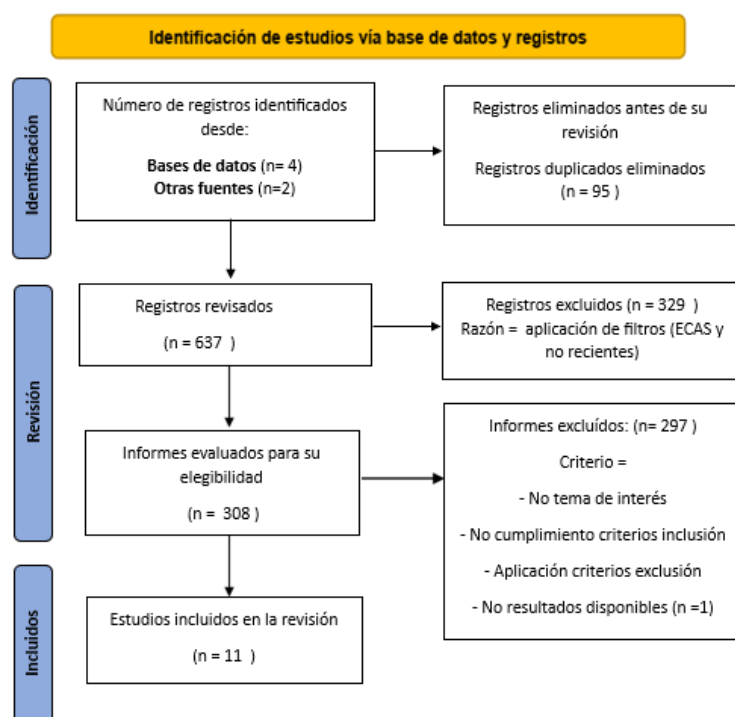 Identificación de estudios vía base de datos y registros
Identificación
Número de registros identificados
desde:
Bases de datos (n= 4)
Otras fuentes (n=2)
Registros eliminados antes de su
revisión
Registros duplicados eliminados
(n = 95 )
Revisión
Registros revisados
(n = 637 )
Registros excluidos (n = 329 )
Razón = aplicación de filtros (ECAS y
no recientes)
Informes evaluados para su
elegibilidad
(n = 308 )
Informes excluídos: (n= 297 )
Criterio =
- No tema de interés
- No cumplimiento criterios inclusión
- Aplicación criterios exclusión
- No resultados disponibles (n =1)
Incluidos
Estudios incluidos en la revisión
(n = 11 )